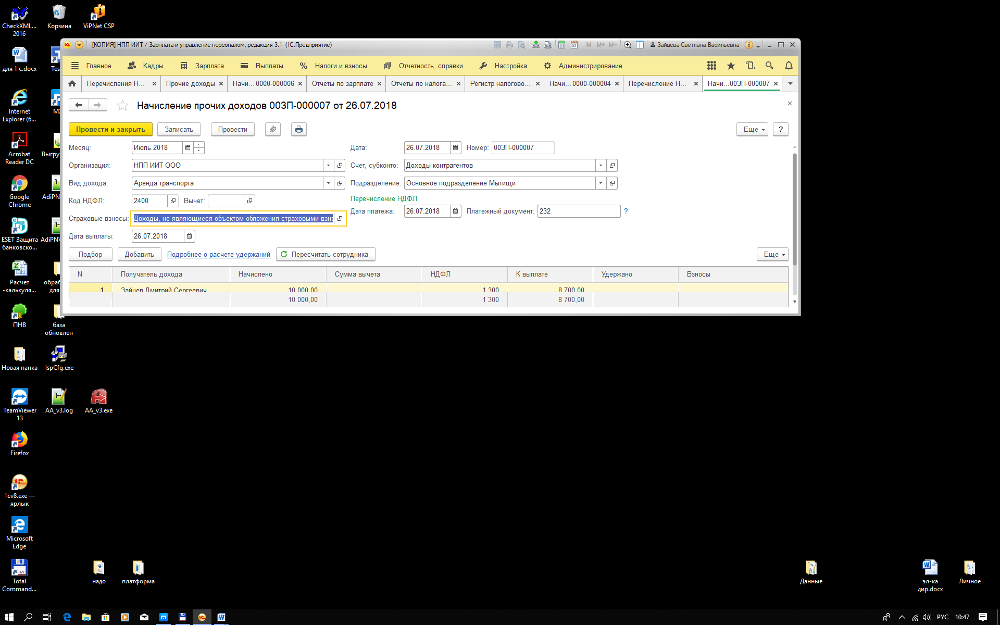 CheckXML... 2016
Корзина
ViPNet CSP
для 1 с.docx
Tes
Internet Explorer (6...
MX
Acrobat Reader DC
Выгру
Google Chrome
AdiPN
ESET Защита банковско...
AdiPNV
Расчет -калькуля...
обраб для
ПНВ
база обновлен
Новая папка
IspCfg.exe
TeamViewer 13
AA_v3.log
AA_v3.exe
Firefox
1cv8.exe — ярлык
Microsoft Edge
Total Command...
надо
платформа
Данные
эл-ка дир.docx
Личное
[КОПИЯ] НПП ИИТ / Зарплата и управление персоналом, редакция 3.1 (1С:Предприятие)
M M+ M-
Зайцева Светлана Васильевна
Главное Кадры Зарплата Выплаты Налоги и взносы Отчетность, справки Настройка Администрирование
Перечисления Н... Прочие доходы Начи... 0000-000006 Отчеты по зарплате Отчеты по налога... Регистр налогово... Начи... 0000-000004 Перечисление Н... Начи...00ЗП-000007
Начисление прочих доходов 00ЗП-000007 от 26.07.2018
Провести и закрыть Записать Провести Еще ?
Месяц: Июль 2018 Дата: 26.07.2018 Номер: 00ЗП-000007
Организация: НПП ИИТ ООО Счет, субконто: Доходы контрагентов
Вид дохода: Аренда транспорта Подразделение: Основное подразделение Мытищи
Код НДФЛ: 2400 Вычет: Перечисление НДФЛ
Дата платежа: 26.07.2018 Платежный документ: 232 ?
Страховые взносы: Доходы, не являющиеся объектом обложения страховыми взно
Дата выплаты: 26.07.2018
Подбор Добавить Подробнее о расчете удержаний Пересчитать сотрудника Еще
N Получатель дохода Начислено Сумма вычета НДФЛ К выплате Удержано Взносы
1 Зайцев Дмитрий Сергеевич 10 000,00 1 300 8 700,00
10 000,00 1 300 8 700,00
РУС 10:47